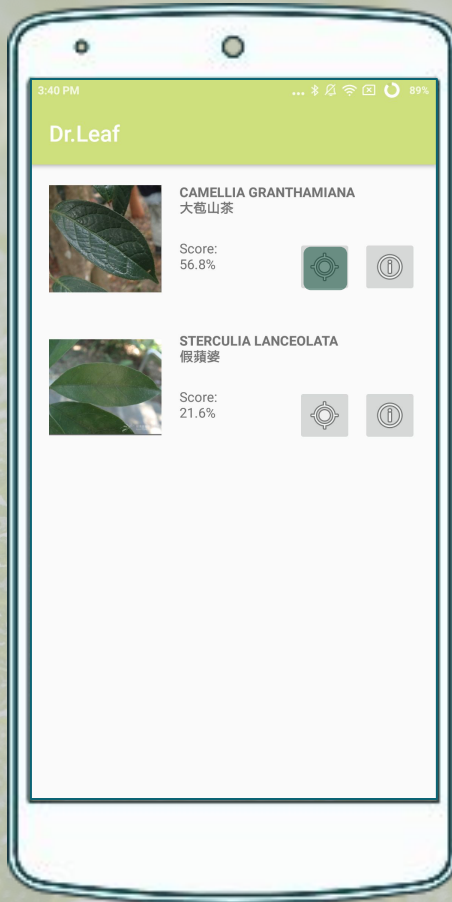 3:40 PM ... 89%
Dr.Leaf
CAMELLIA GRANTHAMIANA
大苞山茶
Score:
56.8%
STERCULIA LANCEOLATA
假蘋婆
Score:
21.6%